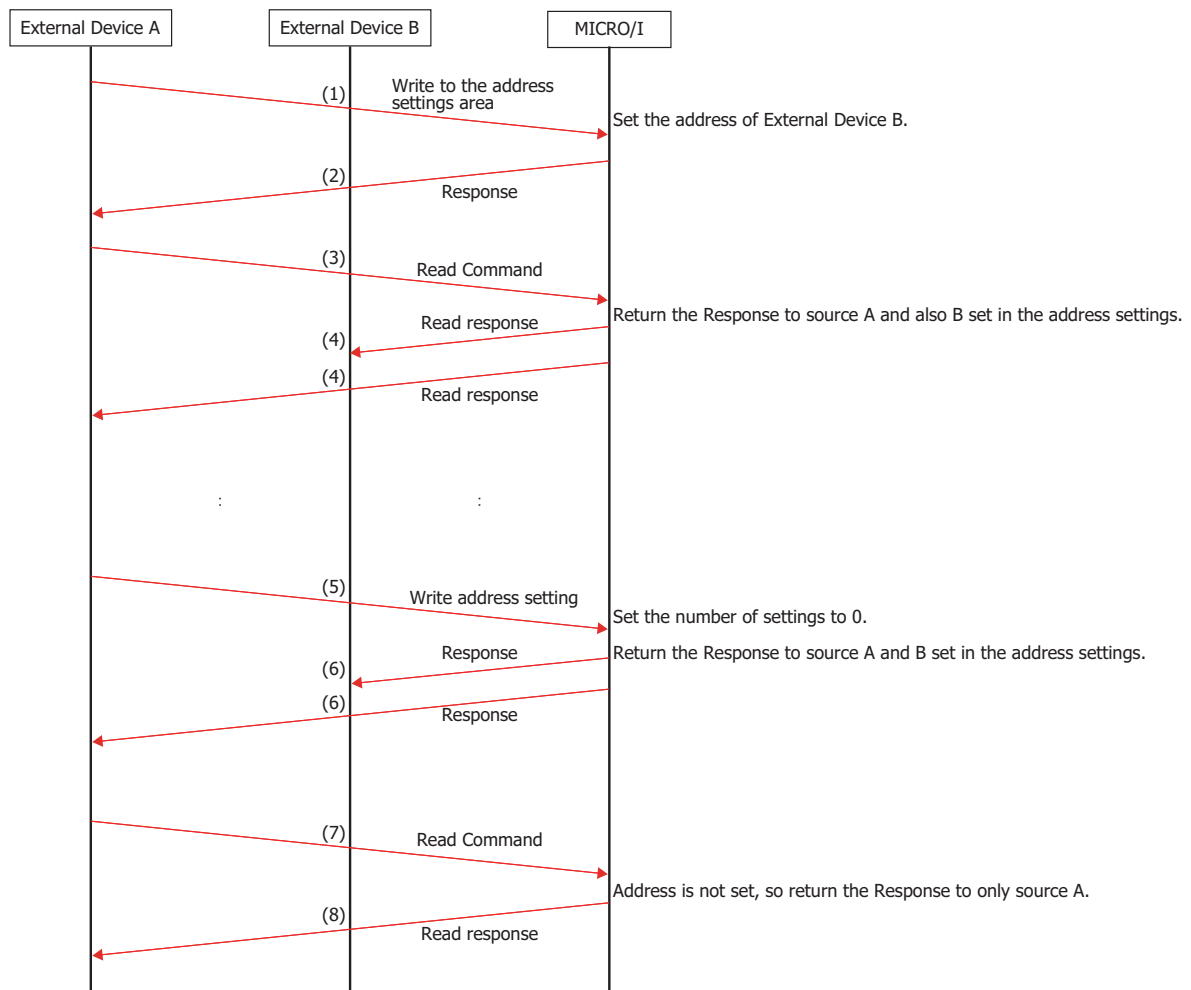 External Device A
External Device B
MICRO/I
(1)
Write to the address
settings area
Set the address of External Device B.
(2)
Response
(3)
Read Command
Return the Response to source A and also B set in the address settings.
Read response
(4)
(4)
Read response
:
:
(5)
Write address setting
Set the number of settings to 0.
Response
Return the Response to source A and B set in the address settings.
(6)
(6)
Response
(7)
Read Command
Address is not set, so return the Response to only source A.
(8)
Read response